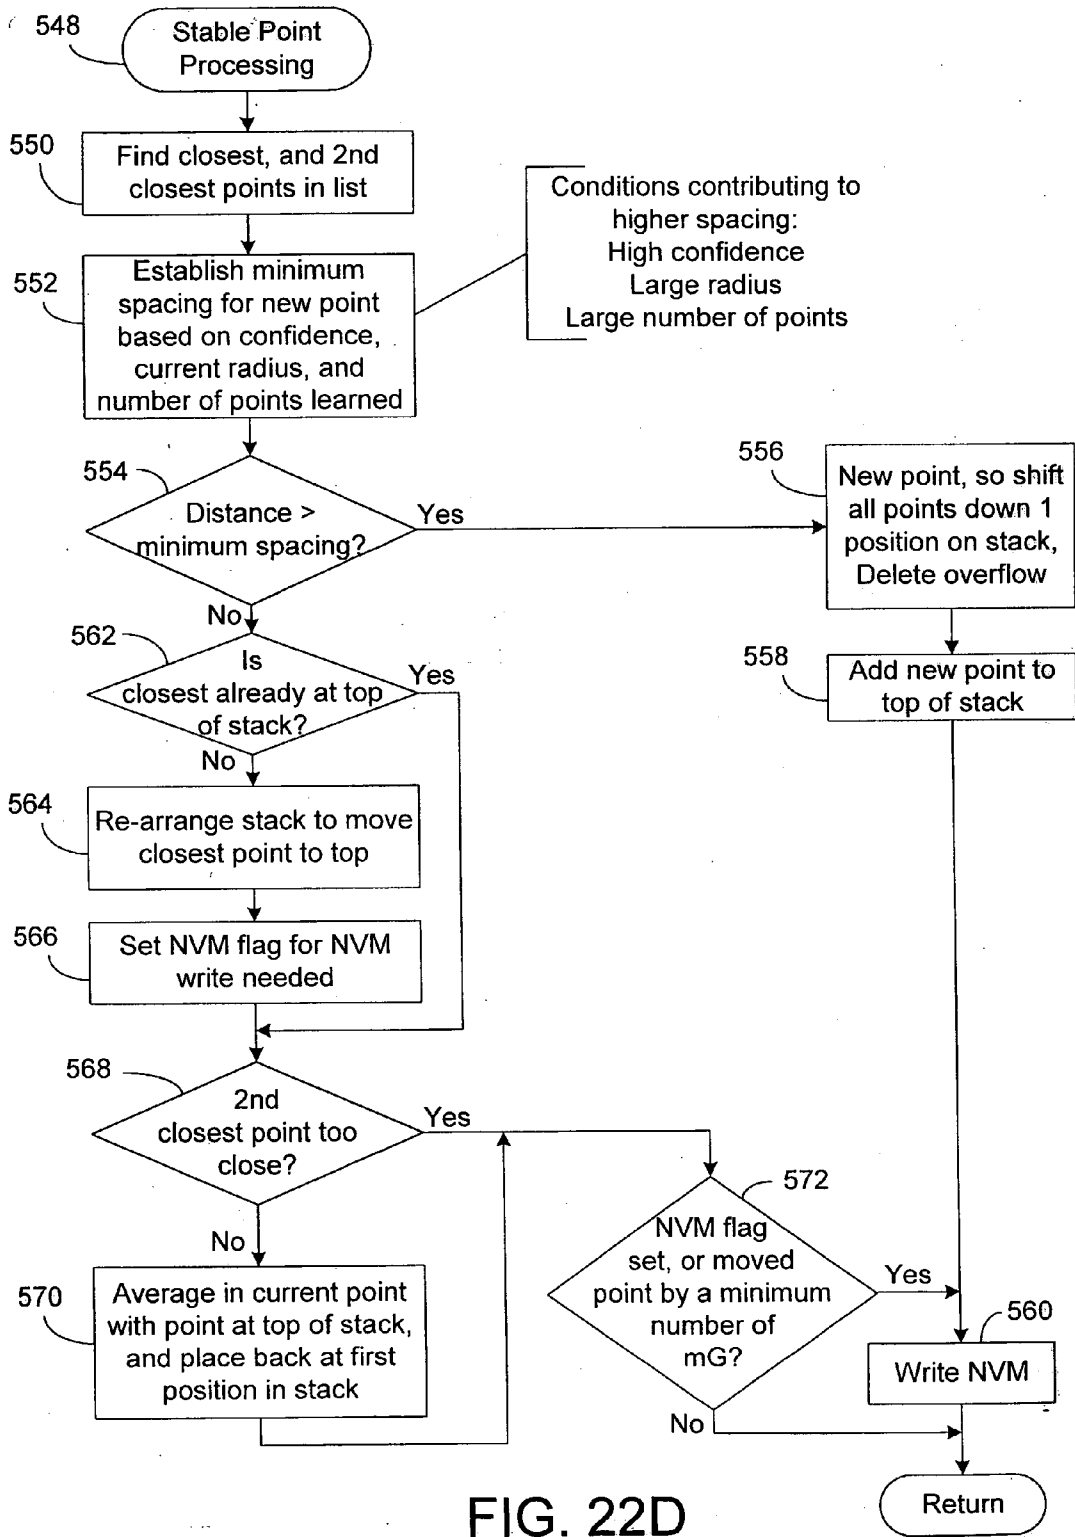 548
Stable Point
Processing
550
Find closest, and 2nd
closest points in list
552
Establish minimum
spacing for new point
based on confidence,
current radius, and
number of points learned
Conditions contributing to
higher spacing:
High confidence
Large radius
Large number of points
554
Distance >
minimum spacing?
Yes
No
556
New point, so shift
all points down 1
position on stack,
Delete overflow
558
Add new point to
top of stack
562
Is
closest already at top
of stack?
Yes
No
564
Re-arrange stack to move
closest point to top
566
Set NVM flag for NVM
write needed
568
2nd
closest point too
close?
Yes
No
570
Average in current point
with point at top of stack,
and place back at first
position in stack
572
NVM flag
set, or moved
point by a minimum
number of
mG?
Yes
No
560
Write NVM
Return
FIG. 22D